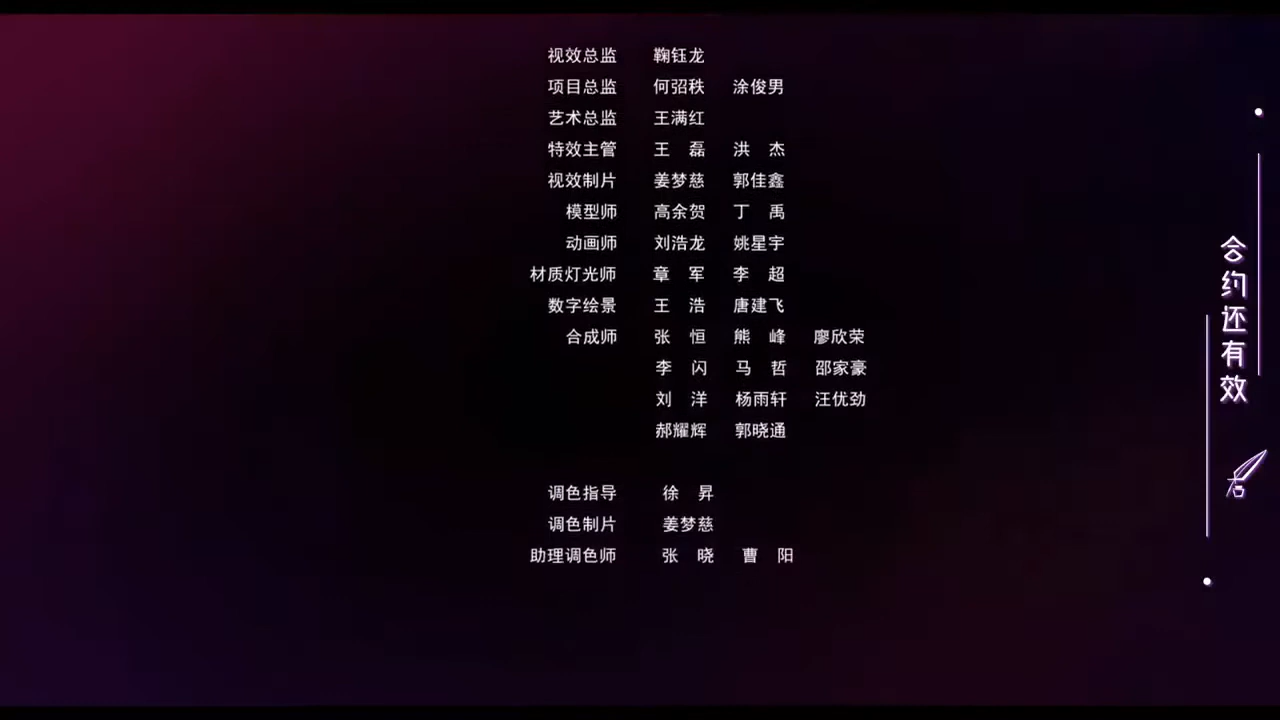 视效总监 鞠钰龙
项目总监 何弨秩 涂俊男
艺术总监 王满红
特效主管 王 磊 洪 杰
视效制片 姜梦慈 郭佳鑫
模型师 高余贺 丁 禹
动画师 刘浩龙 姚星宇
材质灯光师 章 军 李 超
数字绘景 王 浩 唐建飞
合成师 张 恒 熊 峰 廖欣荣
李 闪 马 哲 邵家豪
刘 洋 杨雨轩 汪优劲
郝耀辉 郭晓通
调色指导 徐 昇
调色制片 姜梦慈
助理调色师 张 晓 曹 阳
合约还有效